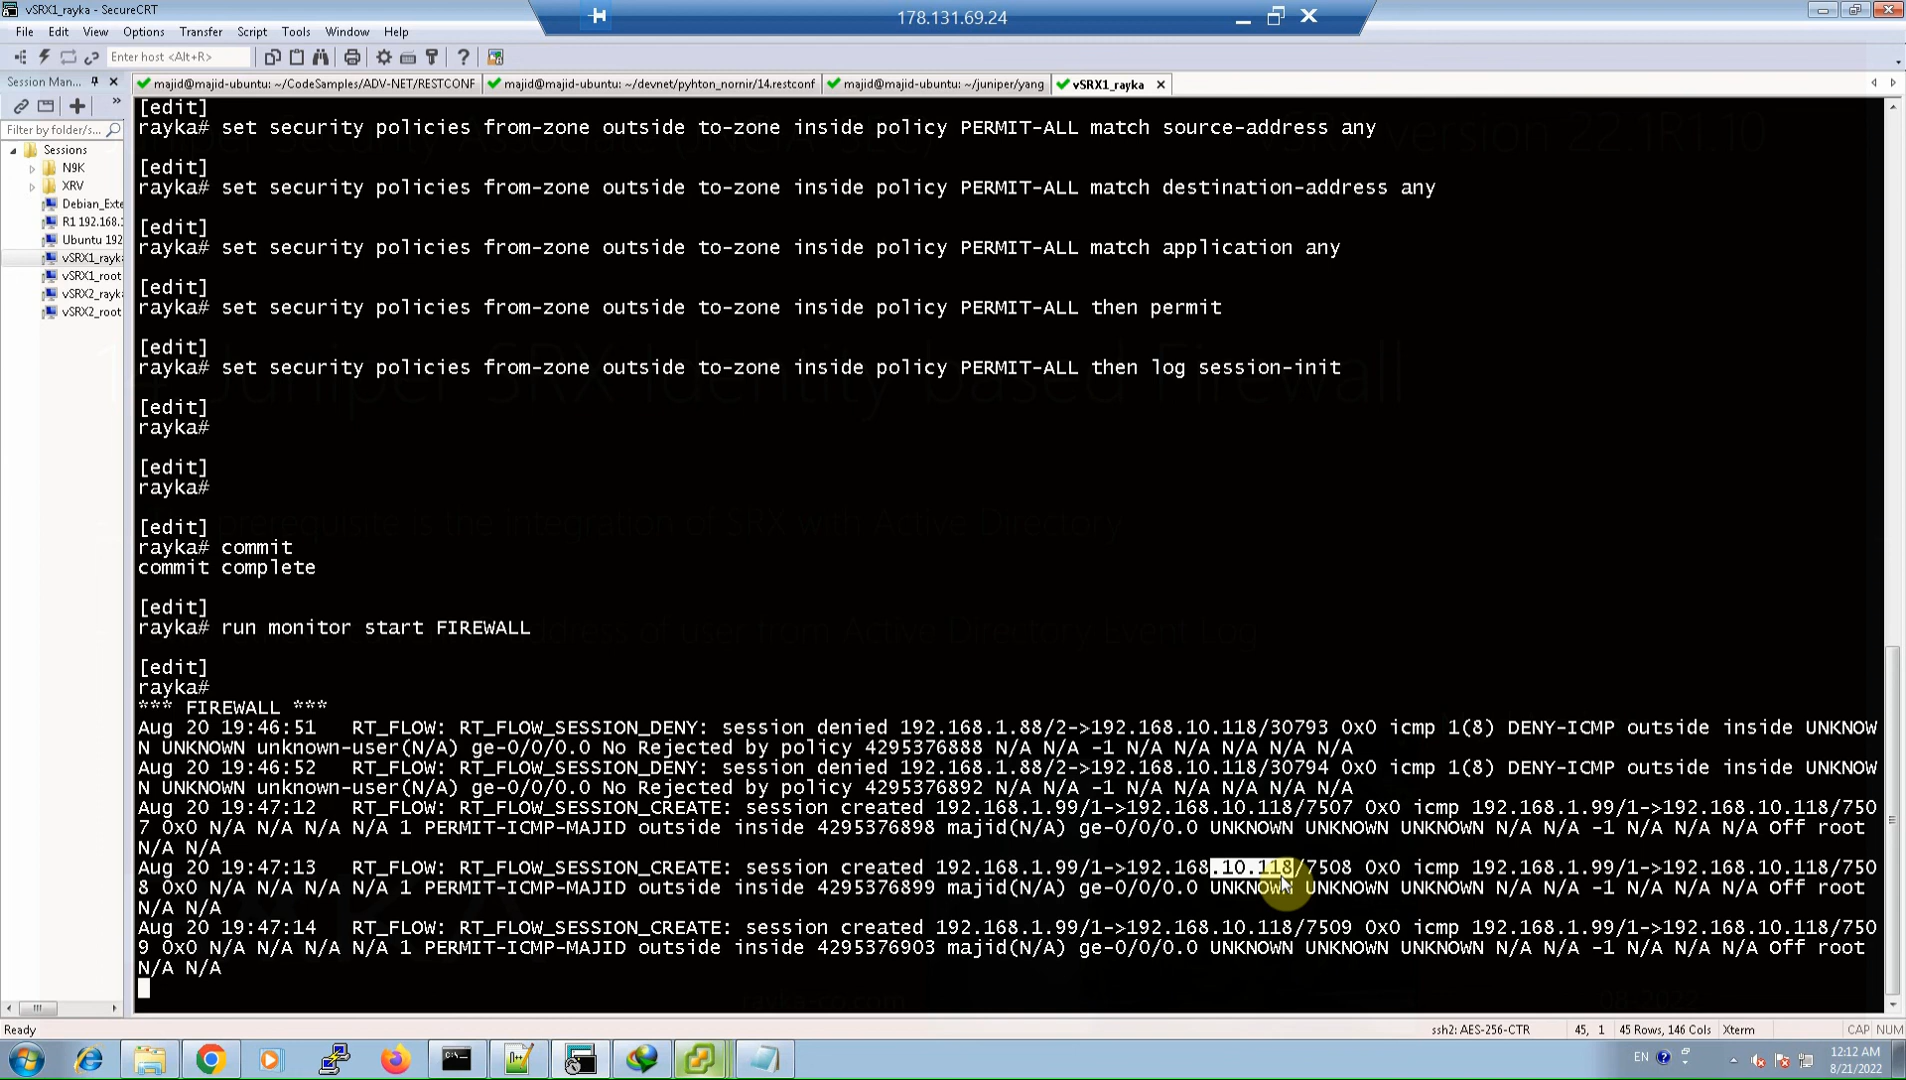 vSRX1_rayka - SecureCRT
178.131.69.24
File Edit View Options Transfer Script Tools Window Help
Enter host <Alt+R>
Session Man...
majid@majid-ubuntu: ~/CodeSamples/ADV-NET/RESTCONF
majid@majid-ubuntu: ~/devnet/pyhton_nornir/14.restconf
majid@majid-ubuntu: ~/juniper/yang
vSRX1_rayka
Filter by folder/s...
Sessions
N9K
XRV
Debian_Exte
R1 192.168.
Ubuntu 192
vSRX1_rayk
vSRX1_root
vSRX2_rayk
vSRX2_root
[edit]
rayka# set security policies from-zone outside to-zone inside policy PERMIT-ALL match source-address any
[edit]
rayka# set security policies from-zone outside to-zone inside policy PERMIT-ALL match destination-address any
[edit]
rayka# set security policies from-zone outside to-zone inside policy PERMIT-ALL match application any
[edit]
rayka# set security policies from-zone outside to-zone inside policy PERMIT-ALL then permit
[edit]
rayka# set security policies from-zone outside to-zone inside policy PERMIT-ALL then log session-init
[edit]
rayka#
[edit]
rayka#
[edit]
rayka# commit
commit complete
[edit]
rayka# run monitor start FIREWALL
[edit]
rayka#
*** FIREWALL ***
Aug 20 19:46:51   RT_FLOW: RT_FLOW_SESSION_DENY: session denied 192.168.1.88/2->192.168.10.118/30793 0x0 icmp 1(8) DENY-ICMP outside inside UNKNOW
N UNKNOWN unknown-user(N/A) ge-0/0/0.0 No Rejected by policy 4295376888 N/A N/A -1 N/A N/A N/A N/A N/A
Aug 20 19:46:52   RT_FLOW: RT_FLOW_SESSION_DENY: session denied 192.168.1.88/2->192.168.10.118/30794 0x0 icmp 1(8) DENY-ICMP outside inside UNKNOW
N UNKNOWN unknown-user(N/A) ge-0/0/0.0 No Rejected by policy 4295376892 N/A N/A -1 N/A N/A N/A N/A N/A
Aug 20 19:47:12   RT_FLOW: RT_FLOW_SESSION_CREATE: session created 192.168.1.99/1->192.168.10.118/7507 0x0 icmp 192.168.1.99/1->192.168.10.118/750
7 0x0 N/A N/A N/A N/A 1 PERMIT-ICMP-MAJID outside inside 4295376898 majid(N/A) ge-0/0/0.0 UNKNOWN UNKNOWN UNKNOWN N/A N/A -1 N/A N/A N/A Off root
N/A N/A
Aug 20 19:47:13   RT_FLOW: RT_FLOW_SESSION_CREATE: session created 192.168.1.99/1->192.168.10.118/7508 0x0 icmp 192.168.1.99/1->192.168.10.118/750
8 0x0 N/A N/A N/A N/A 1 PERMIT-ICMP-MAJID outside inside 4295376899 majid(N/A) ge-0/0/0.0 UNKNOWN UNKNOWN UNKNOWN N/A N/A -1 N/A N/A N/A Off root
N/A N/A
Aug 20 19:47:14   RT_FLOW: RT_FLOW_SESSION_CREATE: session created 192.168.1.99/1->192.168.10.118/7509 0x0 icmp 192.168.1.99/1->192.168.10.118/750
9 0x0 N/A N/A N/A N/A 1 PERMIT-ICMP-MAJID outside inside 4295376903 majid(N/A) ge-0/0/0.0 UNKNOWN UNKNOWN UNKNOWN N/A N/A -1 N/A N/A N/A Off root
N/A N/A
Ready
ssh2: AES-256-CTR 45, 1 45 Rows, 146 Cols Xterm CAP NUM
EN
12:12 AM
8/21/2022